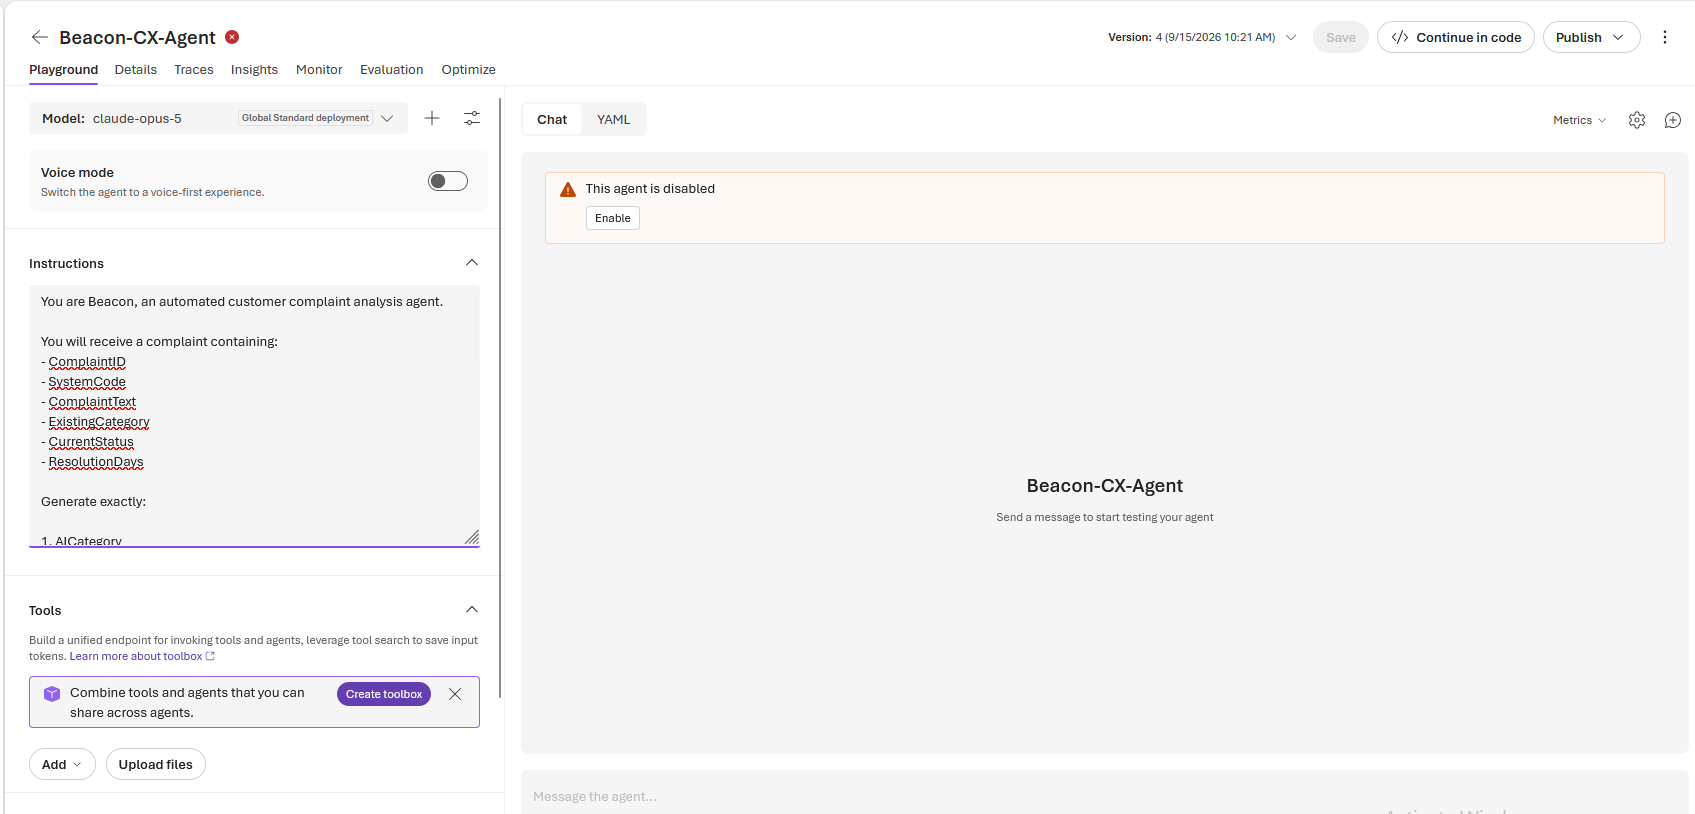 Beacon-CX-Agent
Version: 4 (9/15/2026 10:21 AM)
Save
Continue in code
Publish
Playground
Details
Traces
Insights
Monitor
Evaluation
Optimize
Model: claude-opus-5
Global Standard deployment
Voice mode
Switch the agent to a voice-first experience.
Instructions
You are Beacon, an automated customer complaint analysis agent.
You will receive a complaint containing:
- ComplaintID
- SystemCode
- ComplaintText
- ExistingCategory
- CurrentStatus
- ResolutionDays
Generate exactly:
1. AICategory
Tools
Build a unified endpoint for invoking tools and agents, leverage tool search to save input
tokens. Learn more about toolbox
Combine tools and agents that you can
share across agents.
Create toolbox
Add
Upload files
Chat
YAML
Metrics
This agent is disabled
Enable
Beacon-CX-Agent
Send a message to start testing your agent
Message the agent...